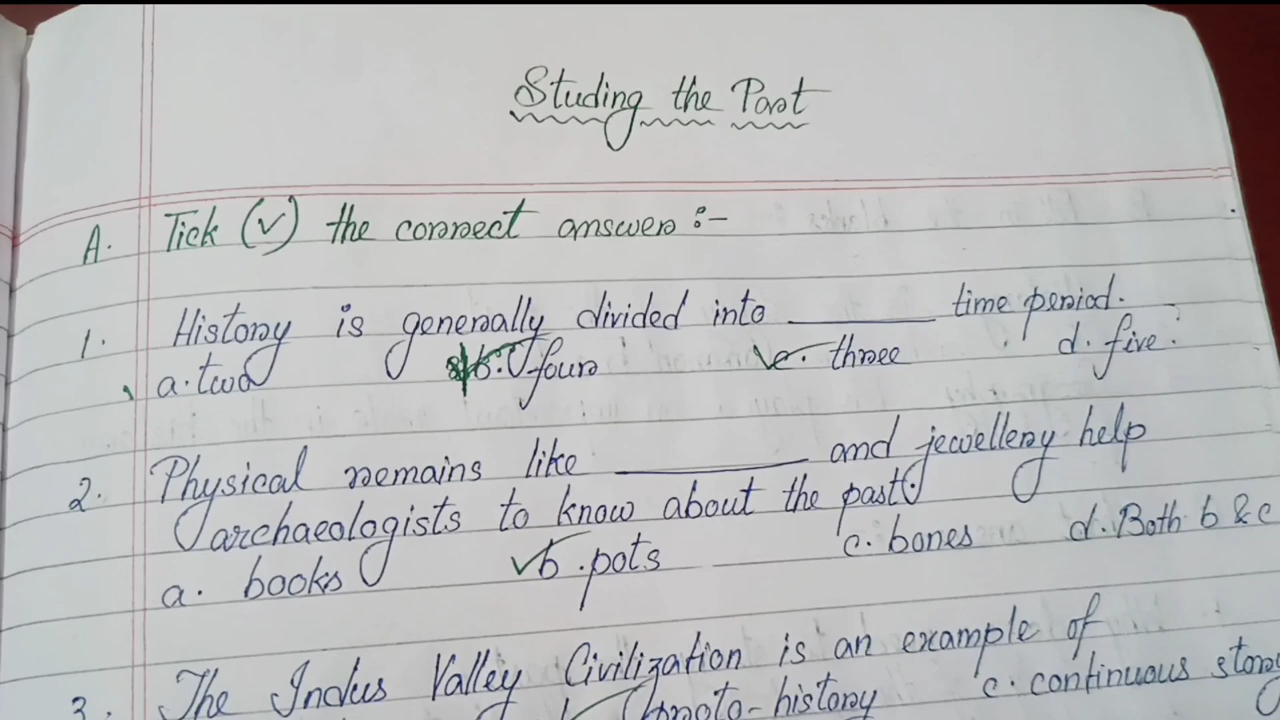 Studing the Past
A. Tick (✓) the correct answer :-
1. History is generally divided into ________ time period.
a. two b. four ✓c. three d. five.
2. Physical remains like ________ and jewellery help
archaeologists to know about the past.
a. books ✓b. pots c. bones d. Both b & c
3. The Indus Valley Civilization is an example of
proto-history c. continuous story